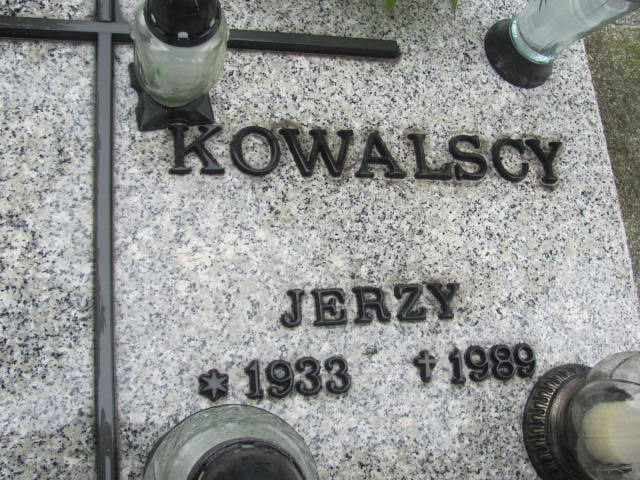 KOWALSCY
JERZY
* 1933 † 1989